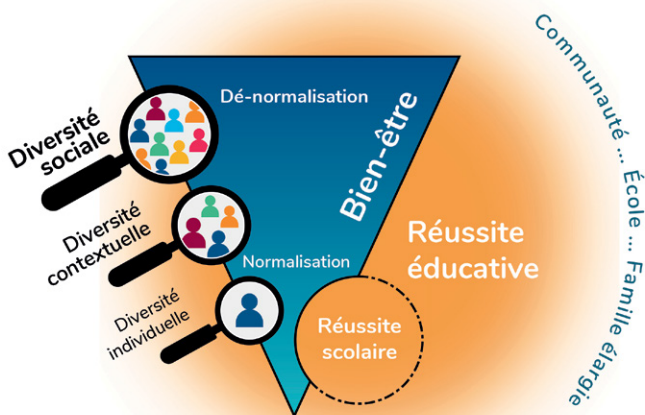 Communauté ... École ... Famille élargie
Dé-normalisation
Diversité
sociale
Bien-être
Diversité
contextuelle
Réussite
éducative
Normalisation
Diversité
individuelle
Réussite
scolaire